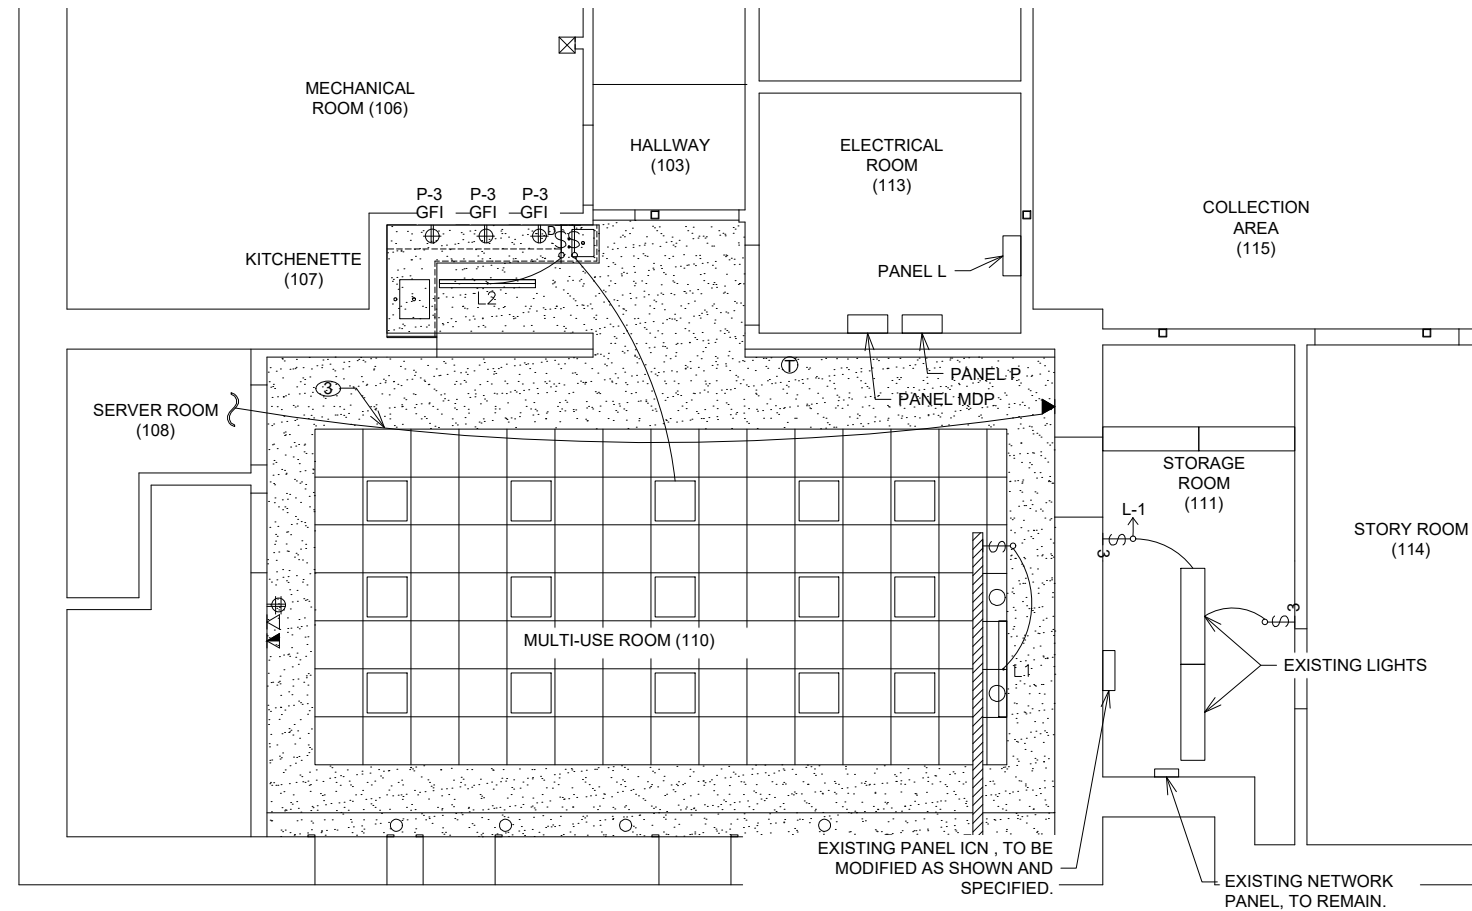 MECHANICAL
ROOM (106)
HALLWAY
(103)
ELECTRICAL
ROOM
(113)
COLLECTION
AREA
(115)
P-3
GFI
P-3
GFI
P-3
GFI
D
KITCHENETTE
(107)
L2
PANEL L
T
PANEL P
PANEL MDP
3
SERVER ROOM
(108)
STORAGE
ROOM
(111)
L-1
3
STORY ROOM
(114)
3
MULTI-USE ROOM (110)
L1
EXISTING LIGHTS
EXISTING PANEL ICN , TO BE
MODIFIED AS SHOWN AND
SPECIFIED.
EXISTING NETWORK
PANEL, TO REMAIN.